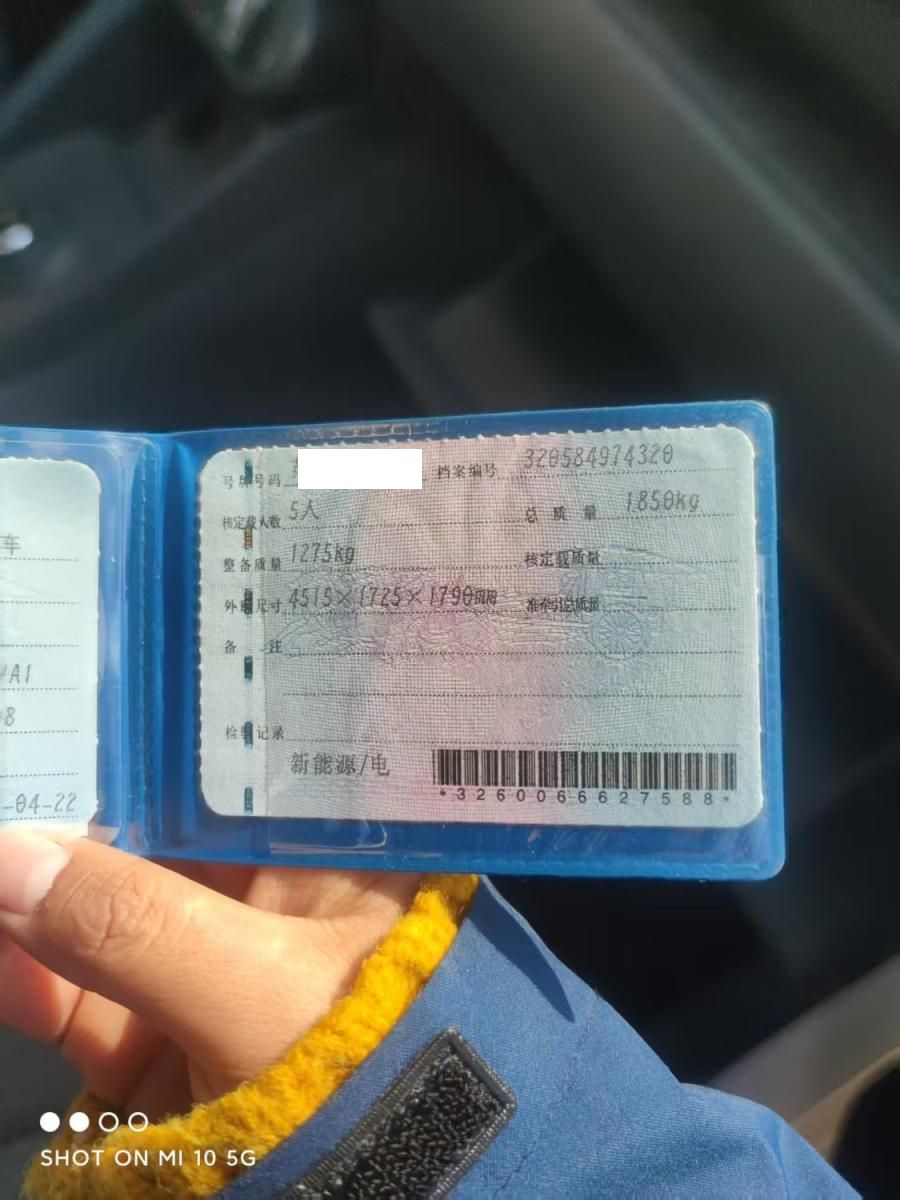 号牌号码 苏 档案编号 320584974320
核定载人数 5人 总质量 1850kg
整备质量 1275kg 核定载质量
外廓尺寸 4515×1725×1790mm 准牵引总质量 —
备注
检验记录
新能源/电
*3260066627588*
车
/A1
8
-04-22
SHOT ON MI 10 5G